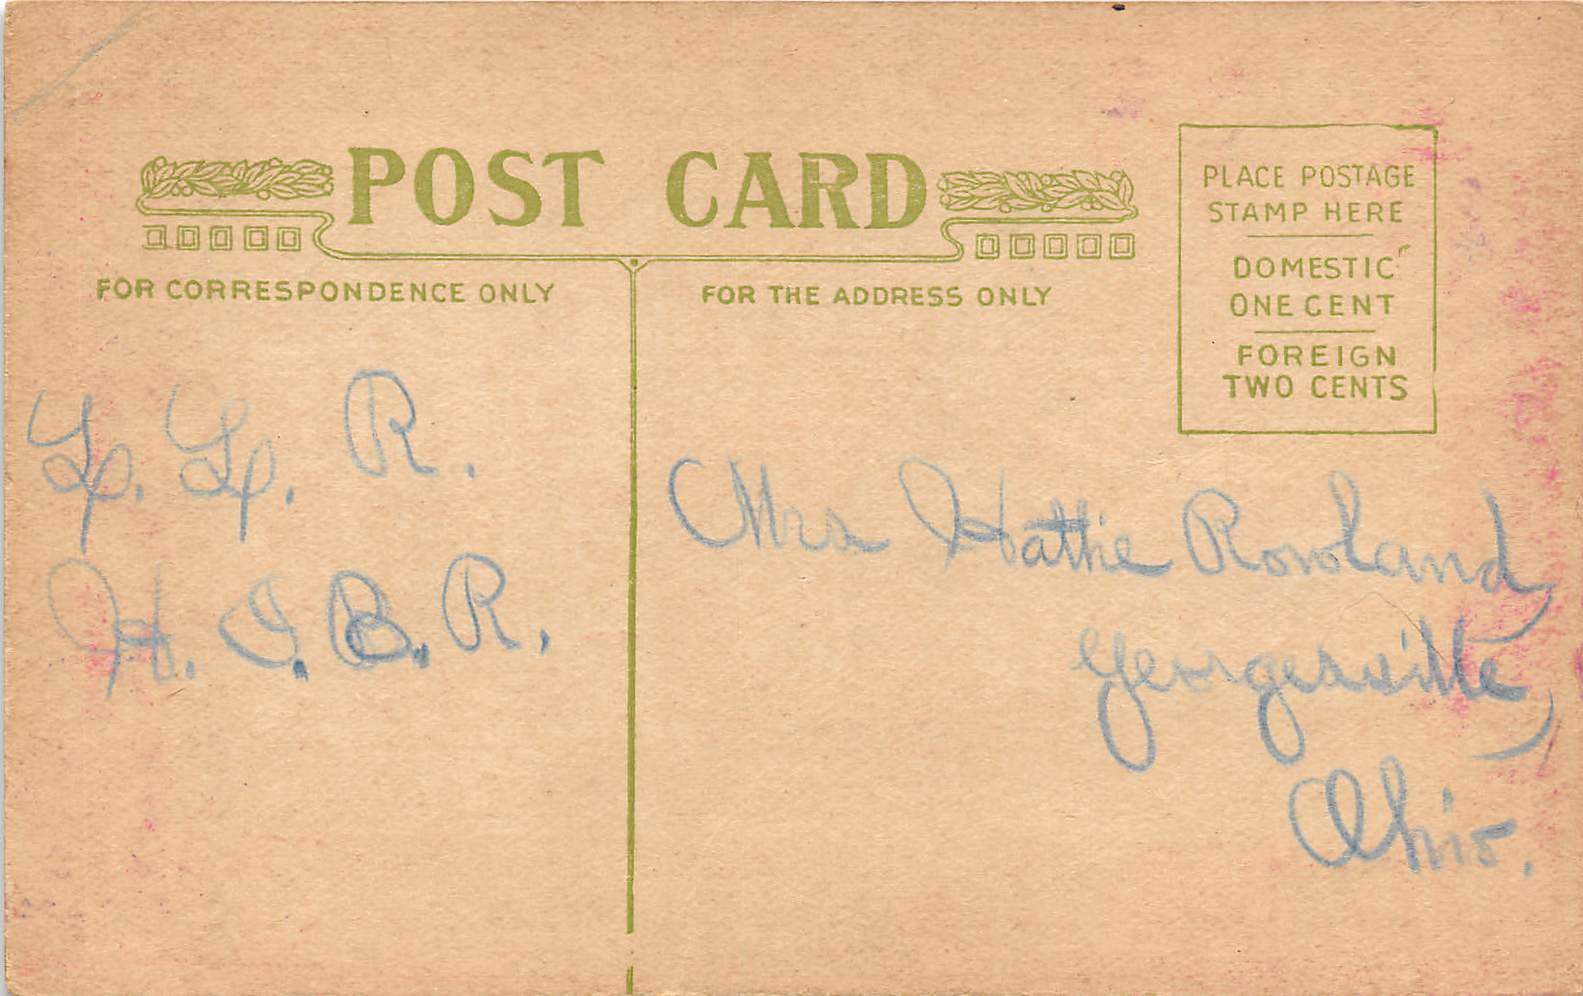 POST CARD
FOR CORRESPONDENCE ONLY
FOR THE ADDRESS ONLY
PLACE POSTAGE
STAMP HERE
DOMESTIC
ONE CENT
FOREIGN
TWO CENTS
R.
H. I. B. R.
Mrs Hattie Rowland,
Georgesville,
Ohio.